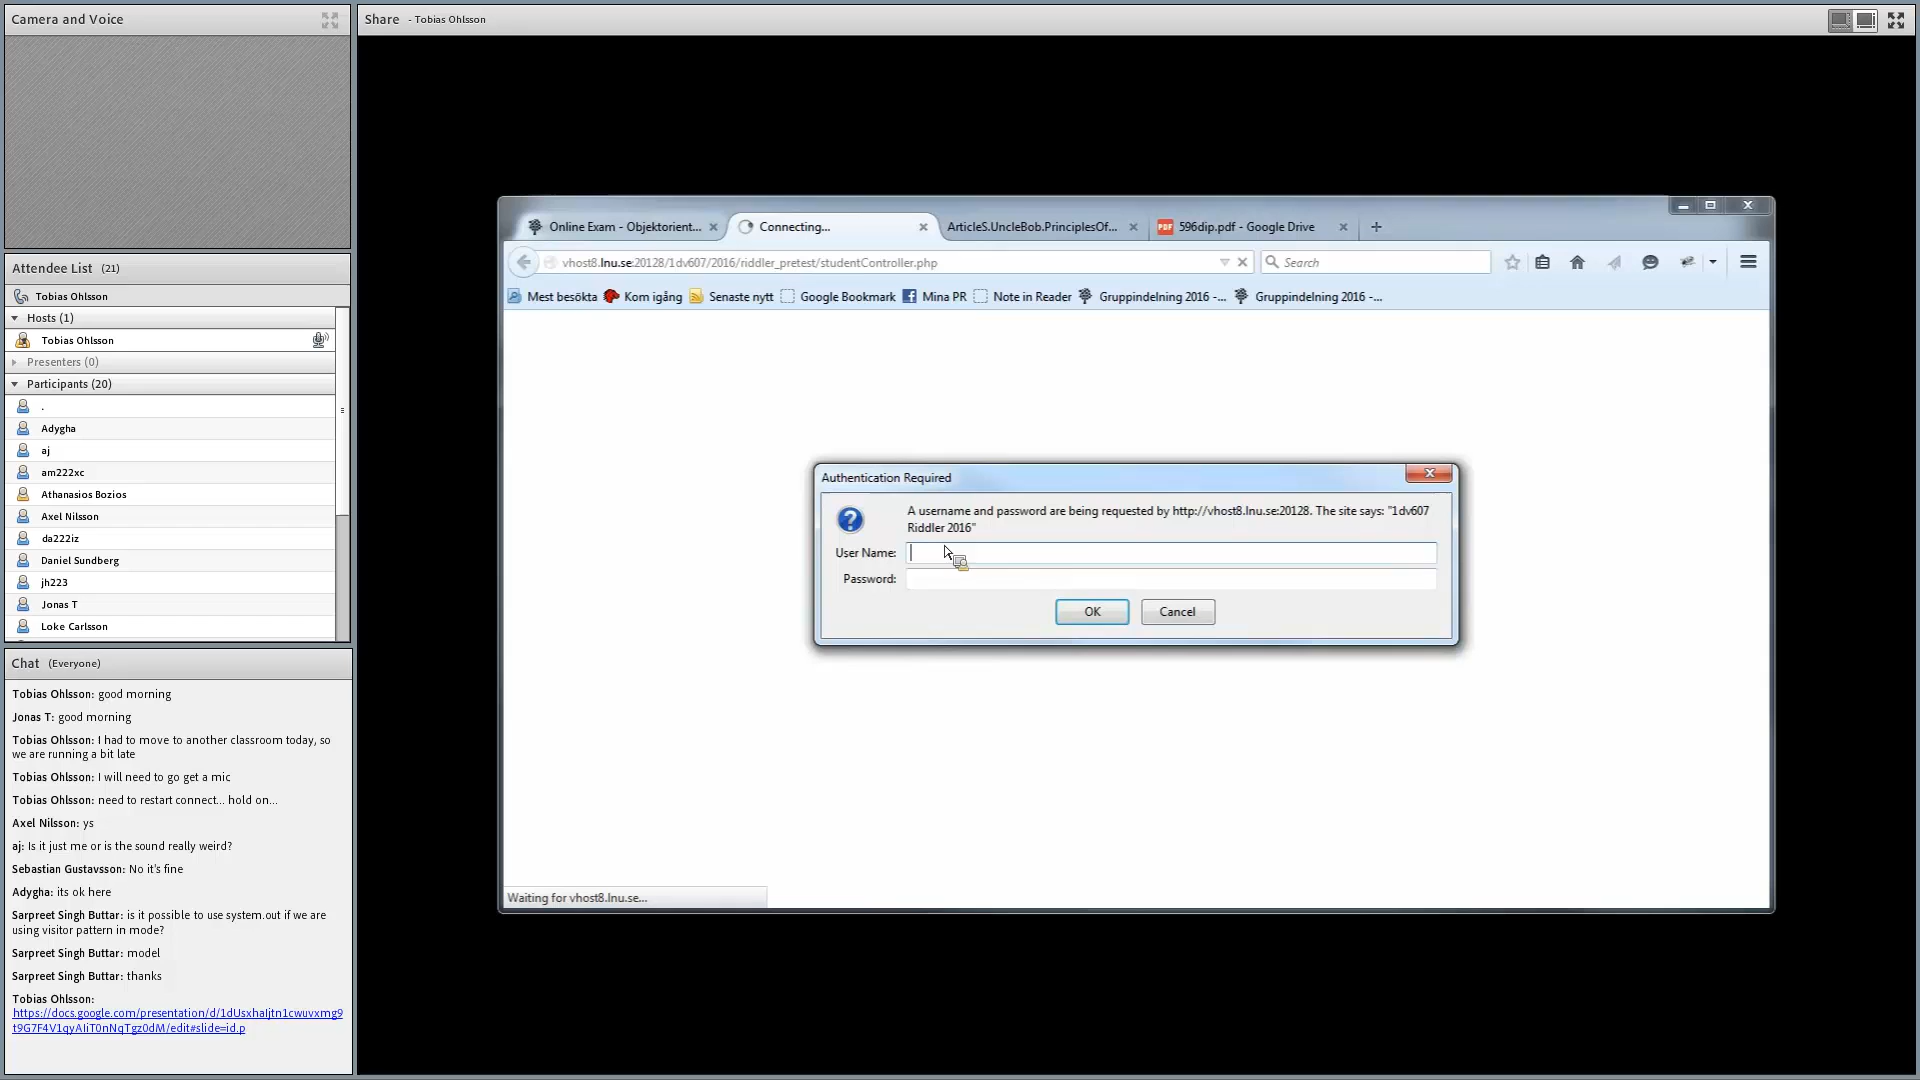 Camera and Voice
Share - Tobias Ohlsson
Attendee List (21)
Tobias Ohlsson
Hosts (1)
Tobias Ohlsson
Presenters (0)
Participants (20)
.
Adygha
aj
am222xc
Athanasios Bozios
Axel Nilsson
da222iz
Daniel Sundberg
jh223
Jonas T
Loke Carlsson
Chat (Everyone)
Tobias Ohlsson: good morning
Jonas T: good morning
Tobias Ohlsson: I had to move to another classroom today, so
we are running a bit late
Tobias Ohlsson: I will need to go get a mic
Tobias Ohlsson: need to restart connect... hold on...
Axel Nilsson: ys
aj: Is it just me or is the sound really weird?
Sebastian Gustavsson: No it's fine
Adygha: its ok here
Sarpreet Singh Buttar: is it possible to use system.out if we are
using visitor pattern in mode?
Sarpreet Singh Buttar: model
Sarpreet Singh Buttar: thanks
Tobias Ohlsson:
https://docs.google.com/presentation/d/1dUsxhaIjtn1cwuvxmg9
t9G7F4V1qyAIiT0nNqTgz0dM/edit#slide=id.p
Online Exam - Objektorient... Connecting... ArticleS.UncleBob.PrinciplesOf... PDF 596dip.pdf - Google Drive
vhost8.lnu.se:20128/1dv607/2016/riddler_pretest/studentController.php Search
Mest besökta Kom igång Senaste nytt Google Bookmark Mina PR Note in Reader Gruppindelning 2016 -... Gruppindelning 2016 -...
Authentication Required
A username and password are being requested by http://vhost8.lnu.se:20128. The site says: "1dv607
Riddler 2016"
User Name:
Password:
OK Cancel
Waiting for vhost8.lnu.se...